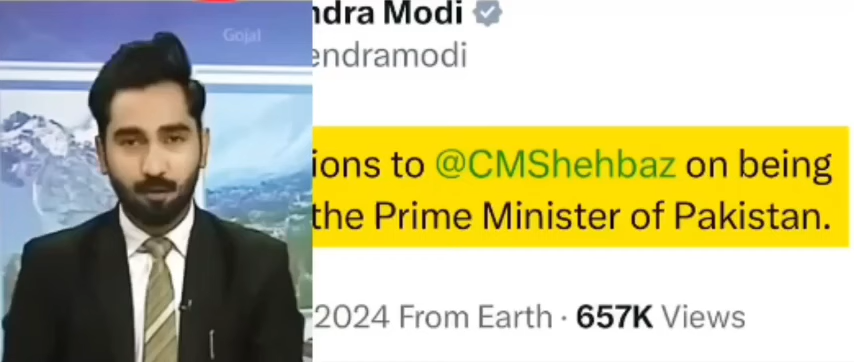 Gojal
ndra Modi
endramodi
ions to @CMShehbaz on being
the Prime Minister of Pakistan.
2024 From Earth · 657K Views